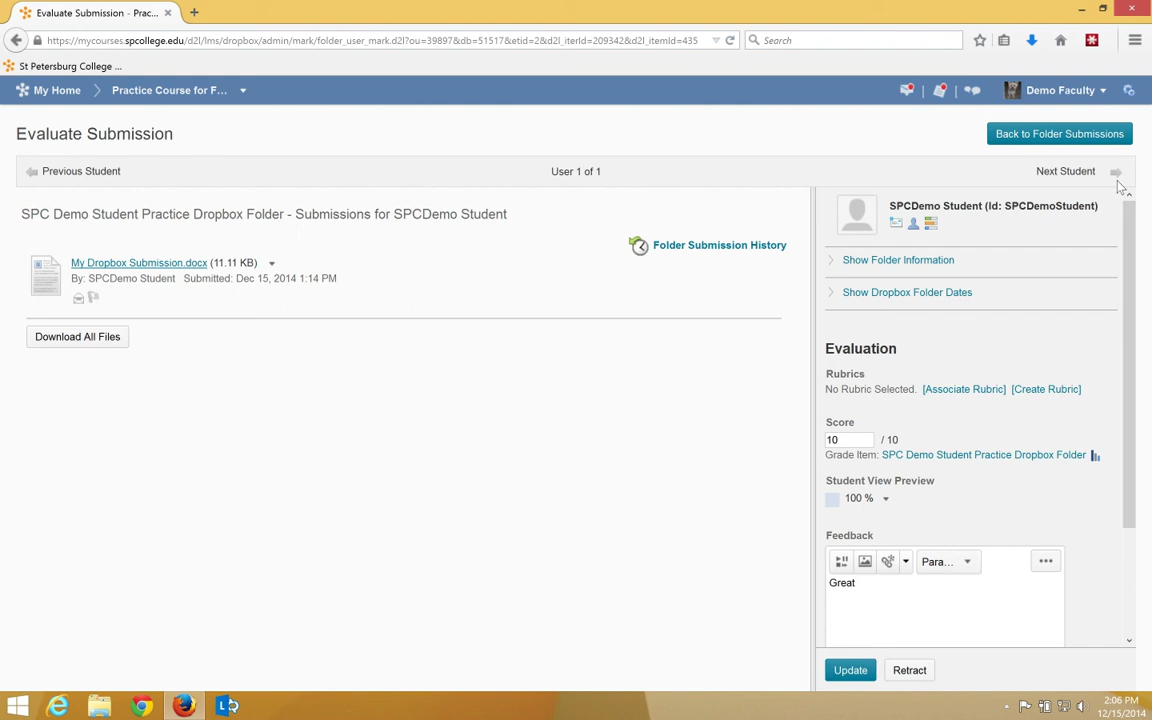 Evaluate Submission - Prac...
https://mycourses.spcollege.edu/d2l/lms/dropbox/admin/mark/folder_user_mark.d2l?ou=39897&db=51517&etid=2&d2l_iterId=209342&d2l_itemId=435
Search
St Petersburg College ...
My Home
Practice Course for F...
Demo Faculty
Evaluate Submission
Back to Folder Submissions
Previous Student
User 1 of 1
Next Student
SPC Demo Student Practice Dropbox Folder - Submissions for SPCDemo Student
Folder Submission History
My Dropbox Submission.docx (11.11 KB)
By: SPCDemo Student Submitted: Dec 15, 2014 1:14 PM
Download All Files
SPCDemo Student (Id: SPCDemoStudent)
Show Folder Information
Show Dropbox Folder Dates
Evaluation
Rubrics
No Rubric Selected. [Associate Rubric] [Create Rubric]
Score
10 / 10
Grade Item: SPC Demo Student Practice Dropbox Folder
Student View Preview
100 %
Feedback
Para...
Great
Update
Retract
2:06 PM
12/15/2014